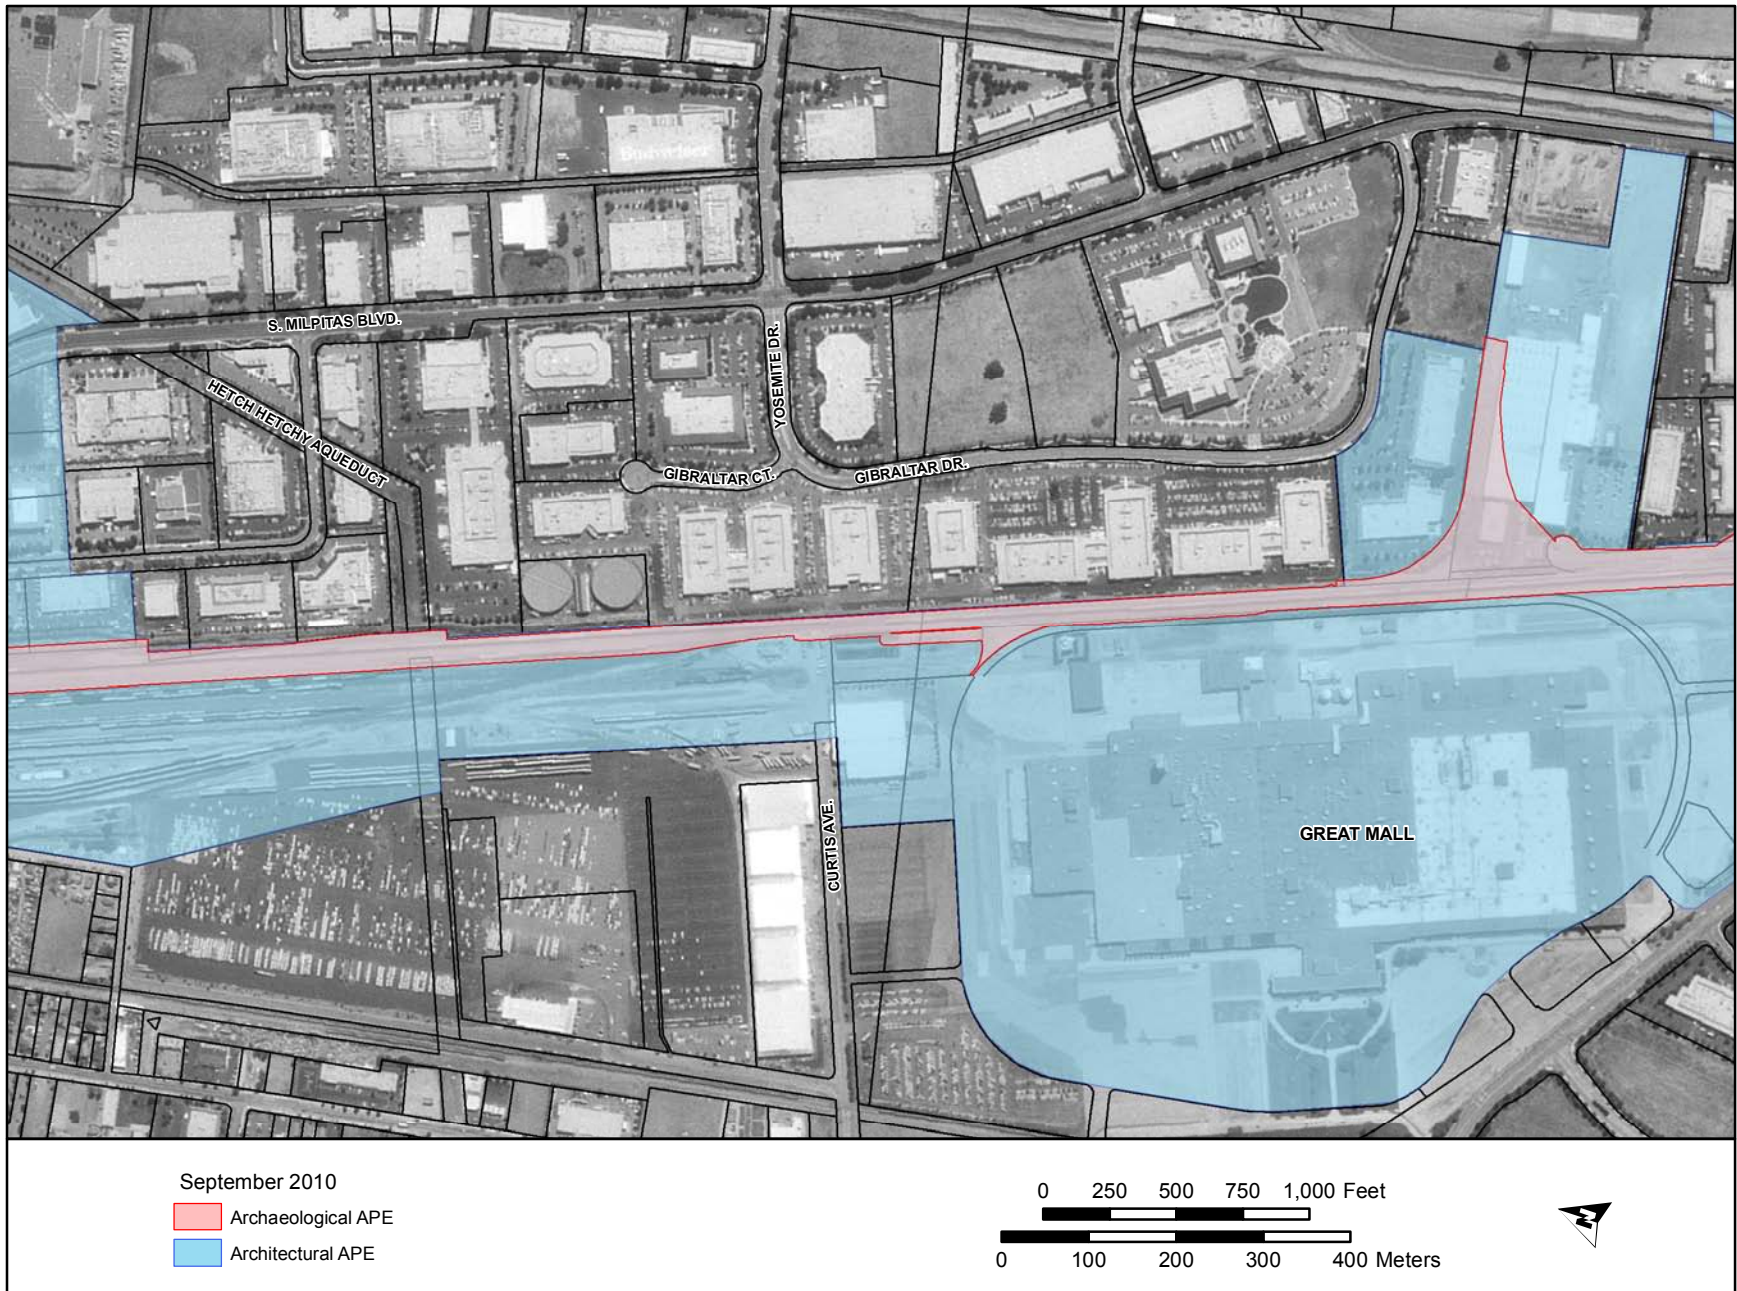 Budweiser
S. MILPITAS BLVD.
YOSEMITE DR.
HETCH HETCHY AQUEDUCT
GIBRALTAR CT.
GIBRALTAR DR.
CURTIS AVE.
GREAT MALL
September 2010
Archaeological APE
Architectural APE
0 250 500 750 1,000 Feet
0 100 200 300 400 Meters
N